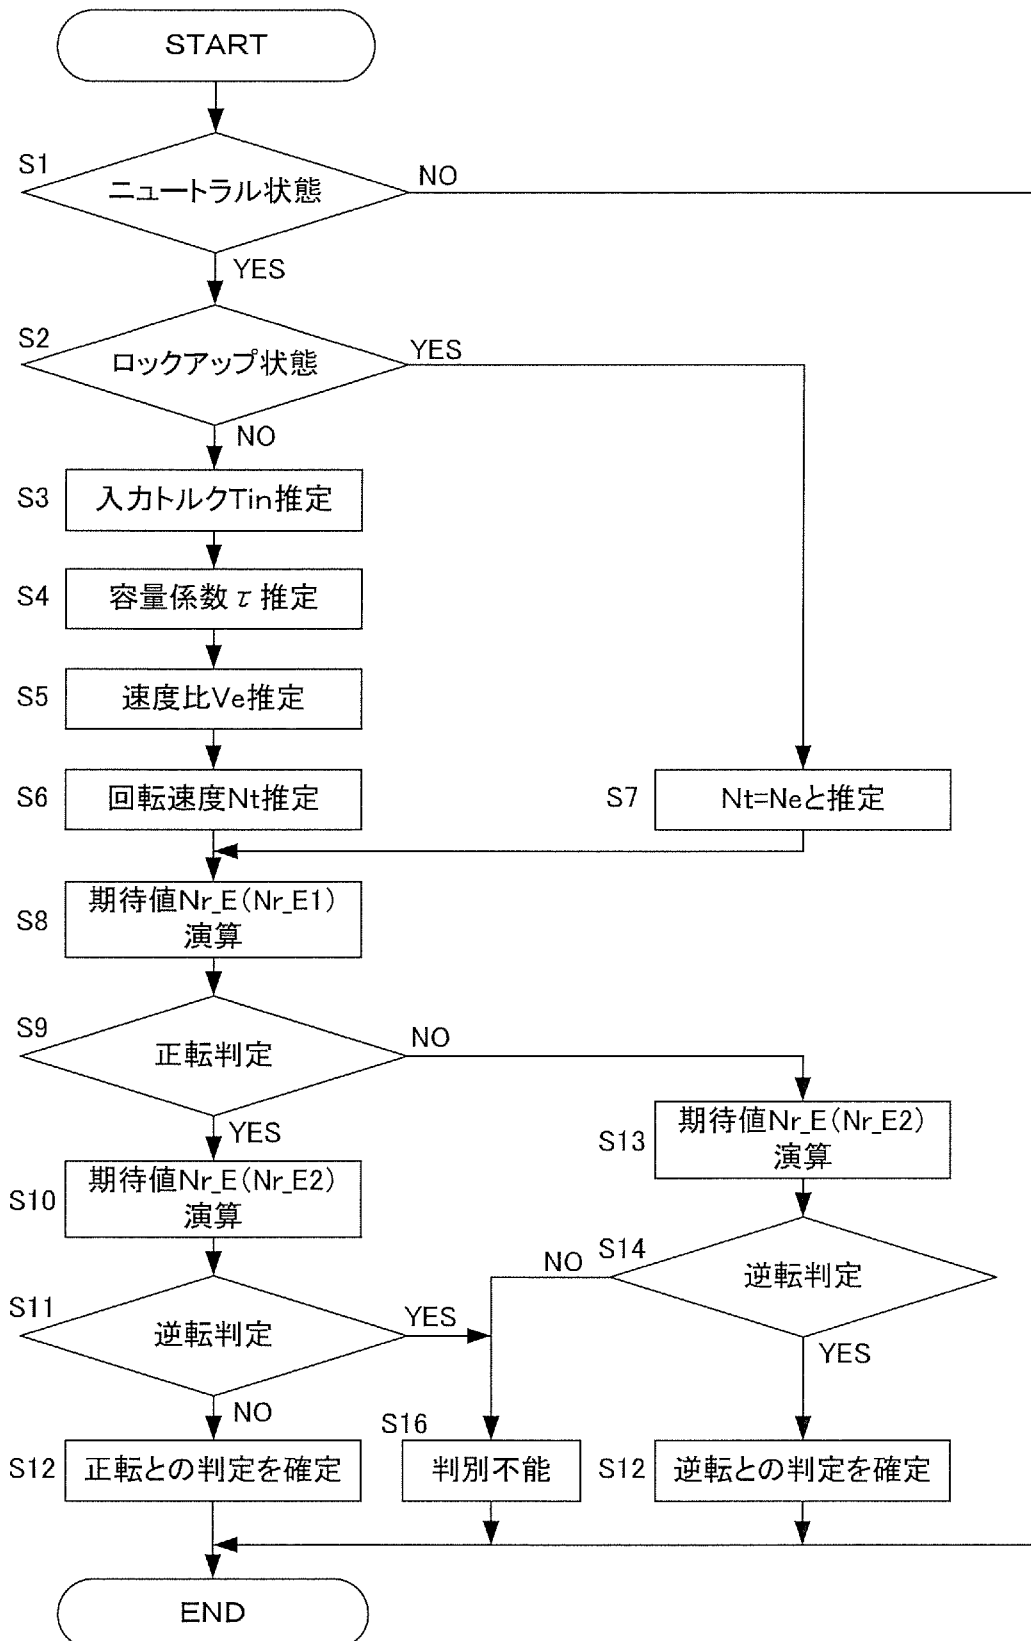 START
S1
ニュートラル状態
NO
YES
S2
ロックアップ状態
YES
NO
S3
入力トルクTin推定
S4
容量係数τ推定
S5
速度比Ve推定
S6
回転速度Nt推定
S7
Nt=Neと推定
S8
期待値Nr_E(Nr_E1)
演算
S9
正転判定
NO
YES
S13
期待値Nr_E(Nr_E2)
演算
S10
期待値Nr_E(Nr_E2)
演算
S14
逆転判定
NO
YES
S11
逆転判定
YES
NO
S12
正転との判定を確定
S16
判別不能
S12
逆転との判定を確定
END